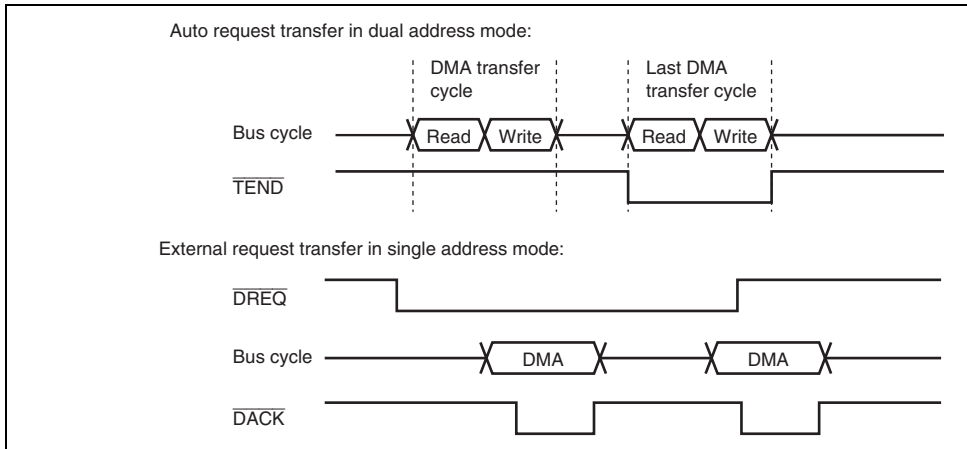 Auto request transfer in dual address mode:
DMA transfer
cycle
Last DMA
transfer cycle
Bus cycle
Read
Write
Read
Write
TEND
External request transfer in single address mode:
DREQ
Bus cycle
DMA
DMA
DACK